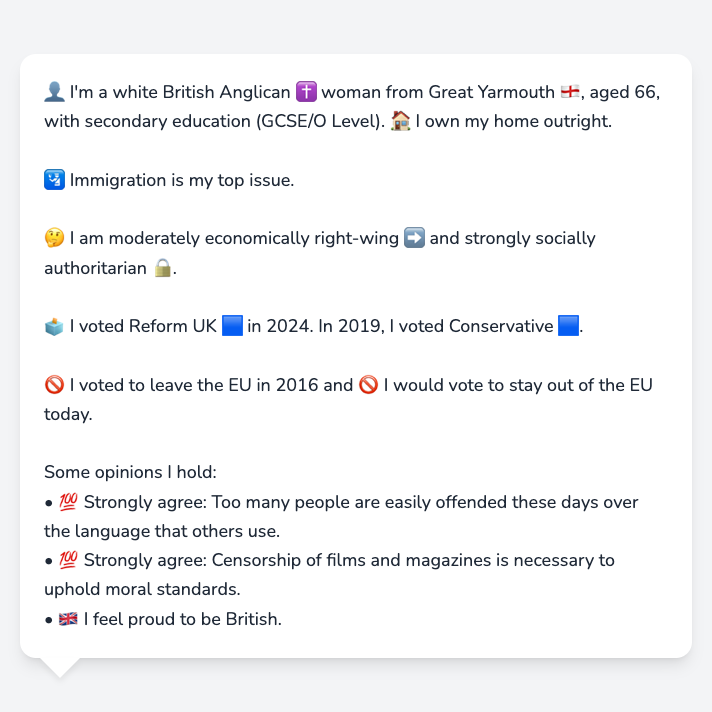 👤 I'm a white British Anglican ✝️ woman from Great Yarmouth 🏴󠁧󠁢󠁥󠁮󠁧󠁿, aged 66,
with secondary education (GCSE/O Level). 🏠 I own my home outright.
🛂 Immigration is my top issue.
🤔 I am moderately economically right-wing ➡️ and strongly socially
authoritarian 🔒.
🗳️ I voted Reform UK 🟦 in 2024. In 2019, I voted Conservative 🟦.
🚫 I voted to leave the EU in 2016 and 🚫 I would vote to stay out of the EU
today.
Some opinions I hold:
• 💯 Strongly agree: Too many people are easily offended these days over
the language that others use.
• 💯 Strongly agree: Censorship of films and magazines is necessary to
uphold moral standards.
• 🇬🇧 I feel proud to be British.